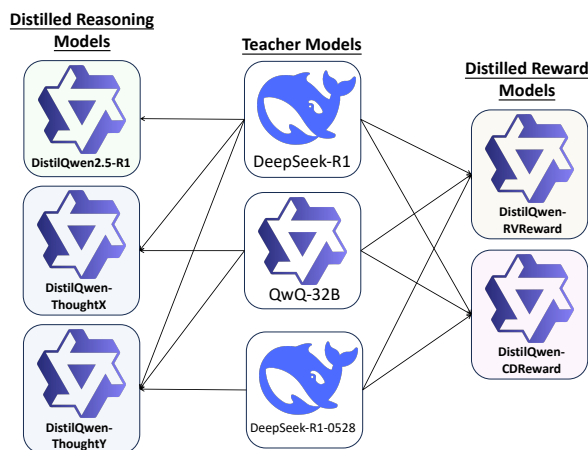 Distilled Reasoning
Models
DistilQwen2.5-R1
DistilQwen-
ThoughtX
DistilQwen-
ThoughtY
Teacher Models
DeepSeek-R1
QwQ-32B
DeepSeek-R1-0528
Distilled Reward
Models
DistilQwen-
RVReward
DistilQwen-
CDReward